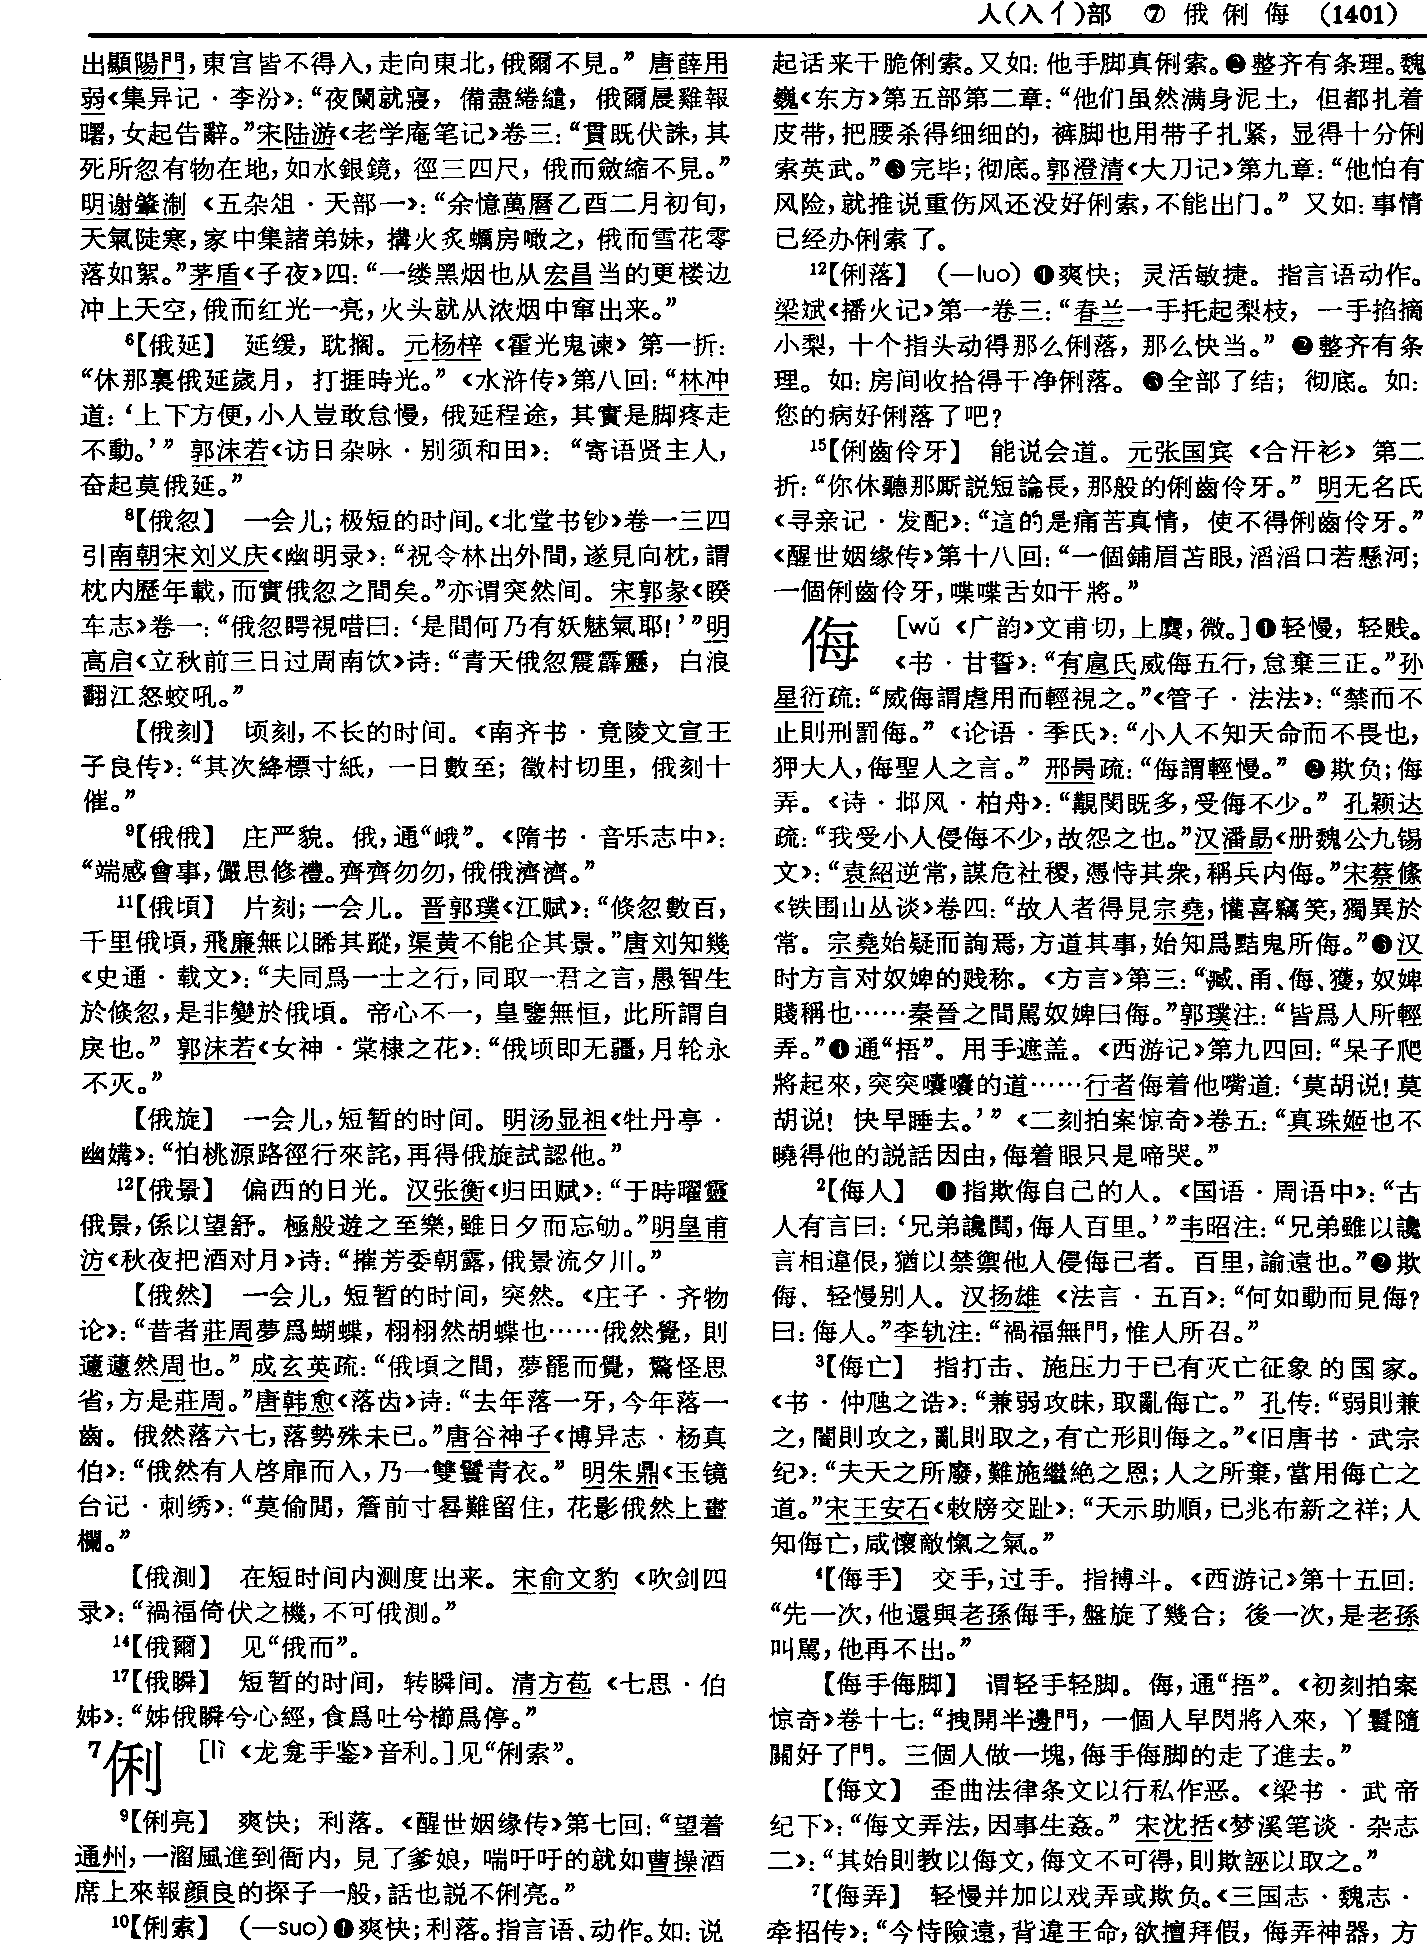 人(入亻)部 ⑦ 俄俐侮 (1401)
出顯陽門，東宫皆不得入，走向東北，俄爾不見。”唐薛用
弱《集异记·李汾》：“夜闌就寢，備盡綣繾，俄爾晨雞報
曙，女起告辭。”宋陆游《老学庵笔记》卷三：“貫既伏誅，其
死所忽有物在地，如水銀鏡，徑三四尺，俄而斂縮不見。”
明谢肇淛《五杂俎·天部一》：“余憶萬曆乙酉二月初旬，
天氣陡寒，家中集諸弟妹，搆火炙蠣房啖之，俄而雪花零
落如絮。”茅盾《子夜》四：“一缕黑烟也从宏昌当的更楼边
冲上天空，俄而红光一亮，火头就从浓烟中窜出来。”
⁶【俄延】 延缓，耽搁。元杨梓《霍光鬼谏》第一折：
“休那裏俄延歲月，打捱時光。”《水浒传》第八回：“林冲
道：‘上下方便，小人豈敢怠慢，俄延程途，其實是脚疼走
不動。’”郭沫若《访日杂咏·别须和田》：“寄语贤主人，
奋起莫俄延。”
⁸【俄忽】 一会儿；极短的时间。《北堂书钞》卷一三四
引南朝宋刘义庆《幽明录》：“祝令林出外間，遂見向枕，謂
枕内歷年載，而實俄忽之間矣。”亦谓突然间。宋郭彖《睽
车志》卷一：“俄忽睜視唶曰：‘是間何乃有妖魅氣耶！’”明
高启《立秋前三日过周南饮》诗：“青天俄忽震霹靂，白浪
翻江怒蛟吼。”
【俄刻】 顷刻，不长的时间。《南齐书·竟陵文宣王
子良传》：“其次絳標寸紙，一日數至；徵村切里，俄刻十
催。”
⁹【俄俄】 庄严貌。俄，通“峨”。《隋书·音乐志中》：
“端感會事，儼思修禮。齊齊勿勿，俄俄濟濟。”
¹¹【俄頃】 片刻；一会儿。晋郭璞《江赋》：“倏忽數百，
千里俄頃，飛廉無以睎其蹤，渠黄不能企其景。”唐刘知幾
《史通·载文》：“夫同爲一士之行，同取一君之言，愚智生
於倏忽，是非變於俄頃。帝心不一，皇鑒無恒，此所謂自
戾也。”郭沫若《女神·棠棣之花》：“俄顷即无疆，月轮永
不灭。”
【俄旋】 一会儿，短暂的时间。明汤显祖《牡丹亭·
幽媾》：“怕桃源路徑行來詫，再得俄旋試認他。”
¹²【俄景】 偏西的日光。汉张衡《归田赋》：“于時曜靈
俄景，係以望舒。極般遊之至樂，雖日夕而忘劬。”明皇甫
汸《秋夜把酒对月》诗：“摧芳委朝露，俄景流夕川。”
【俄然】 一会儿，短暂的时间，突然。《庄子·齐物
论》：“昔者莊周夢爲蝴蝶，栩栩然胡蝶也……俄然覺，則
蘧蘧然周也。”成玄英疏：“俄頃之間，夢罷而覺，驚怪思
省，方是莊周。”唐韩愈《落齿》诗：“去年落一牙，今年落一
齒。俄然落六七，落勢殊未已。”唐谷神子《博异志·杨真
伯》：“俄然有人啓扉而入，乃一雙鬟青衣。”明朱鼎《玉镜
台记·刺绣》：“莫偷閒，簷前寸晷難留住，花影俄然上畫
欄。”
【俄测】 在短时间内测度出来。宋俞文豹《吹剑四
录》：“禍福倚伏之機，不可俄測。”
¹⁴【俄爾】 见“俄而”。
¹⁷【俄瞬】 短暂的时间，转瞬间。清方苞《七思·伯
姊》：“姊俄瞬兮心經，食爲吐兮櫛爲停。”
⁷俐 [lì《龙龛手鉴》音利。]见“俐索”。
⁹【俐亮】 爽快；利落。《醒世姻缘传》第七回：“望着
通州，一溜風進到衙内，見了爹娘，喘吁吁的就如曹操酒
席上來報顔良的探子一般，話也説不俐亮。”
¹⁰【俐索】 (—suo)❶爽快；利落。指言语、动作。如：说
起话来干脆俐索。又如：他手脚真俐索。❷整齐有条理。魏
巍《东方》第五部第二章：“他们虽然满身泥土，但都扎着
皮带，把腰杀得细细的，裤脚也用带子扎紧，显得十分俐
索英武。”❸完毕；彻底。郭澄清《大刀记》第九章：“他怕有
风险，就推说重伤风还没好俐索，不能出门。”又如：事情
已经办俐索了。
¹²【俐落】 (—luo)❶爽快；灵活敏捷。指言语动作。
梁斌《播火记》第一卷三：“春兰一手托起梨枝，一手掐摘
小梨，十个指头动得那么俐落，那么快当。”❷整齐有条
理。如：房间收拾得干净俐落。❸全部了结；彻底。如：
您的病好俐落了吧？
¹⁵【俐齒伶牙】 能说会道。元张国宾《合汗衫》第二
折：“你休聽那厮説短論長，那般的俐齒伶牙。”明无名氏
《寻亲记·发配》：“這的是痛苦真情，使不得俐齒伶牙。”
《醒世姻缘传》第十八回：“一個鋪眉苫眼，滔滔口若懸河；
一個俐齒伶牙，喋喋舌如干將。”
侮 [wǔ《广韵》文甫切，上麌，微。]❶轻慢，轻贱。
《书·甘誓》：“有扈氏威侮五行，怠棄三正。”孙
星衍疏：“威侮謂虐用而輕視之。”《管子·法法》：“禁而不
止則刑罰侮。”《论语·季氏》：“小人不知天命而不畏也，
狎大人，侮聖人之言。”邢昺疏：“侮謂輕慢。”❷欺负；侮
弄。《诗·邶风·柏舟》：“覯閔既多，受侮不少。”孔颖达
疏：“我受小人侵侮不少，故怨之也。”汉潘勗《册魏公九锡
文》：“袁紹逆常，謀危社稷，憑恃其衆，稱兵内侮。”宋蔡絛
《铁围山丛谈》卷四：“故人者得見宗堯，懽喜竊笑，獨異於
常。宗堯始疑而詢焉，方道其事，始知爲黠鬼所侮。”❸汉
时方言对奴婢的贱称。《方言》第三：“臧、甬、侮、獲，奴婢
賤稱也……秦晉之間罵奴婢曰侮。”郭璞注：“皆爲人所輕
弄。”❹通“捂”。用手遮盖。《西游记》第九四回：“呆子爬
將起來，突突囔囔的道……行者侮着他嘴道：‘莫胡说！莫
胡说！快早睡去。’”《二刻拍案惊奇》卷五：“真珠姬也不
曉得他的説話因由，侮着眼只是啼哭。”
²【侮人】 ❶指欺侮自己的人。《国语·周语中》：“古
人有言曰：‘兄弟讒鬩，侮人百里。’”韦昭注：“兄弟雖以讒
言相違佷，猶以禁禦他人侵侮己者。百里，諭遠也。”❷欺
侮、轻慢别人。汉扬雄《法言·五百》：“何如動而見侮？
曰：侮人。”李轨注：“禍福無門，惟人所召。”
³【侮亡】 指打击、施压力于已有灭亡征象的国家。
《书·仲虺之诰》：“兼弱攻昧，取亂侮亡。”孔传：“弱則兼
之，闇則攻之，亂則取之，有亡形則侮之。”《旧唐书·武宗
纪》：“夫天之所廢，難施繼絶之恩；人之所棄，當用侮亡之
道。”宋王安石《敕牓交趾》：“天示助順，已兆布新之祥；人
知侮亡，咸懷敵愾之氣。”
⁴【侮手】 交手，过手。指搏斗。《西游记》第十五回：
“先一次，他還與老孫侮手，盤旋了幾合；後一次，是老孫
叫駡，他再不出。”
【侮手侮脚】 谓轻手轻脚。侮，通“捂”。《初刻拍案
惊奇》卷十七：“拽開半邊門，一個人早閃將入來，丫鬟隨
關好了門。三個人做一塊，侮手侮脚的走了進去。”
【侮文】 歪曲法律条文以行私作恶。《梁书·武帝
纪下》：“侮文弄法，因事生姦。”宋沈括《梦溪笔谈·杂志
二》：“其始則教以侮文，侮文不可得，則欺誣以取之。”
⁷【侮弄】 轻慢并加以戏弄或欺负。《三国志·魏志·
牵招传》：“今恃險遠，背違王命，欲擅拜假，侮弄神器，方